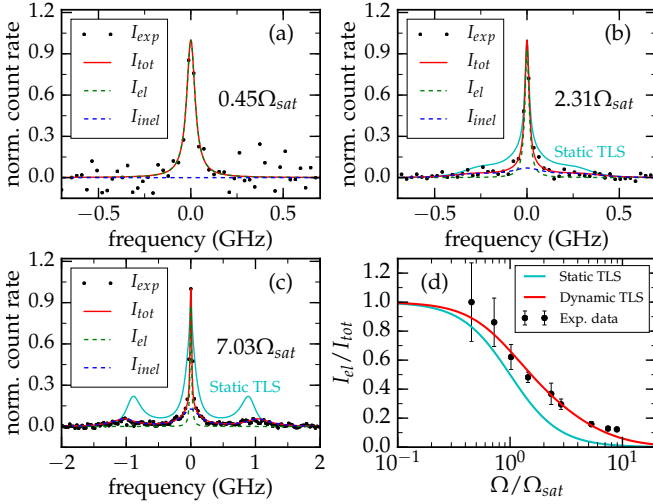 norm. count rate
1.2
0.9
0.6
0.3
0.0
I_exp
I_tot
I_el
I_inel
(a)
0.45Ω_sat
−0.5 0.0 0.5
frequency (GHz)
norm. count rate
1.2
0.9
0.6
0.3
0.0
I_exp
I_tot
I_el
I_inel
(b)
2.31Ω_sat
Static TLS
−0.5 0.0 0.5
frequency (GHz)
norm. count rate
1.2
0.9
0.6
0.3
0.0
I_exp
I_tot
I_el
I_inel
(c)
7.03Ω_sat
Static TLS
−2 −1 0 1 2
frequency (GHz)
I_el/I_tot
1.2
1.0
0.8
0.6
0.4
0.2
0.0
(d)
Static TLS
Dynamic TLS
Exp. data
10⁻¹ 10⁰ 10¹
Ω/Ω_sat